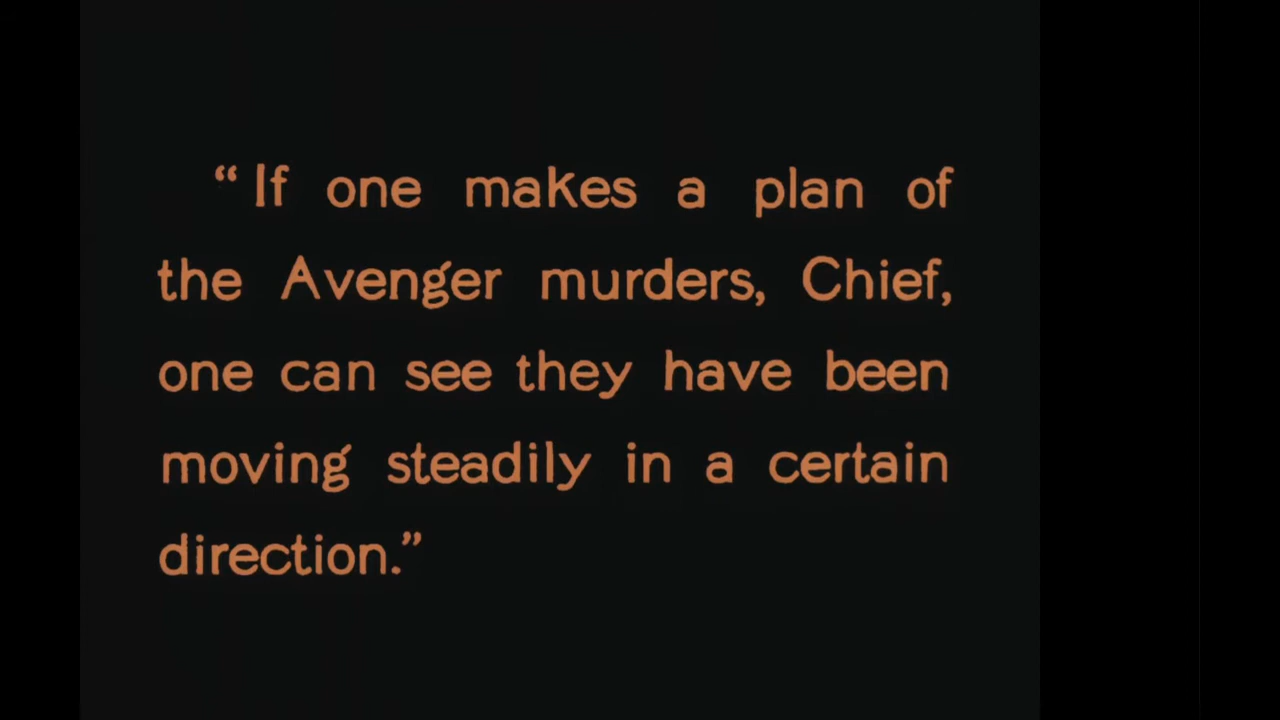 “ If one makes a plan of
the Avenger murders, Chief,
one can see they have been
moving steadily in a certain
direction.”